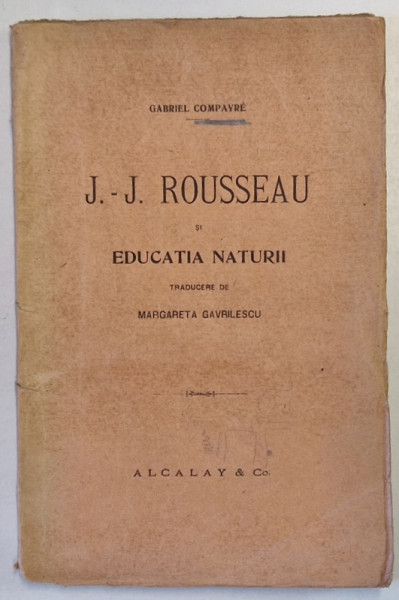 GABRIEL COMPAYRÉ
J.-J. ROUSSEAU
ȘI
EDUCATIA NATURII
TRADUCERE DE
MARGARETA GAVRILESCU
ALCALAY & Co.